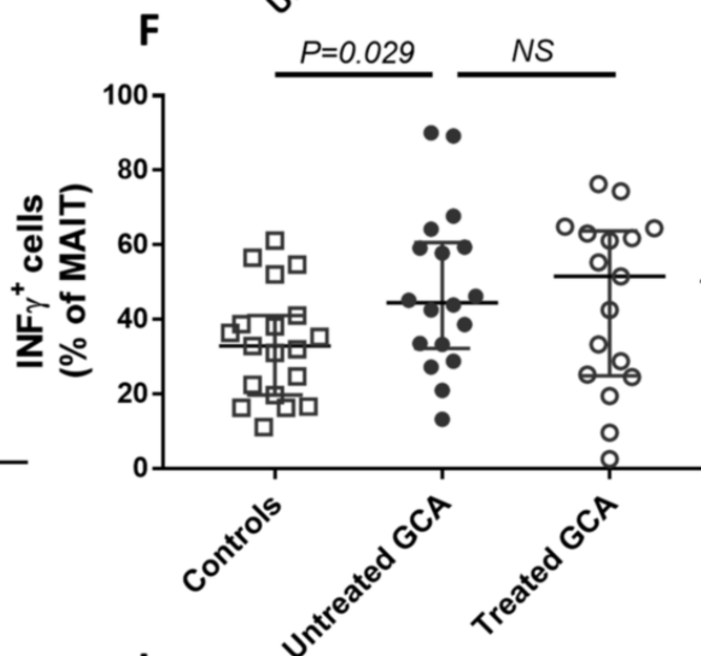 F
P=0.029
NS
INFγ+ cells
(% of MAIT)
100
80
60
40
20
0
Controls
Untreated GCA
Treated GCA